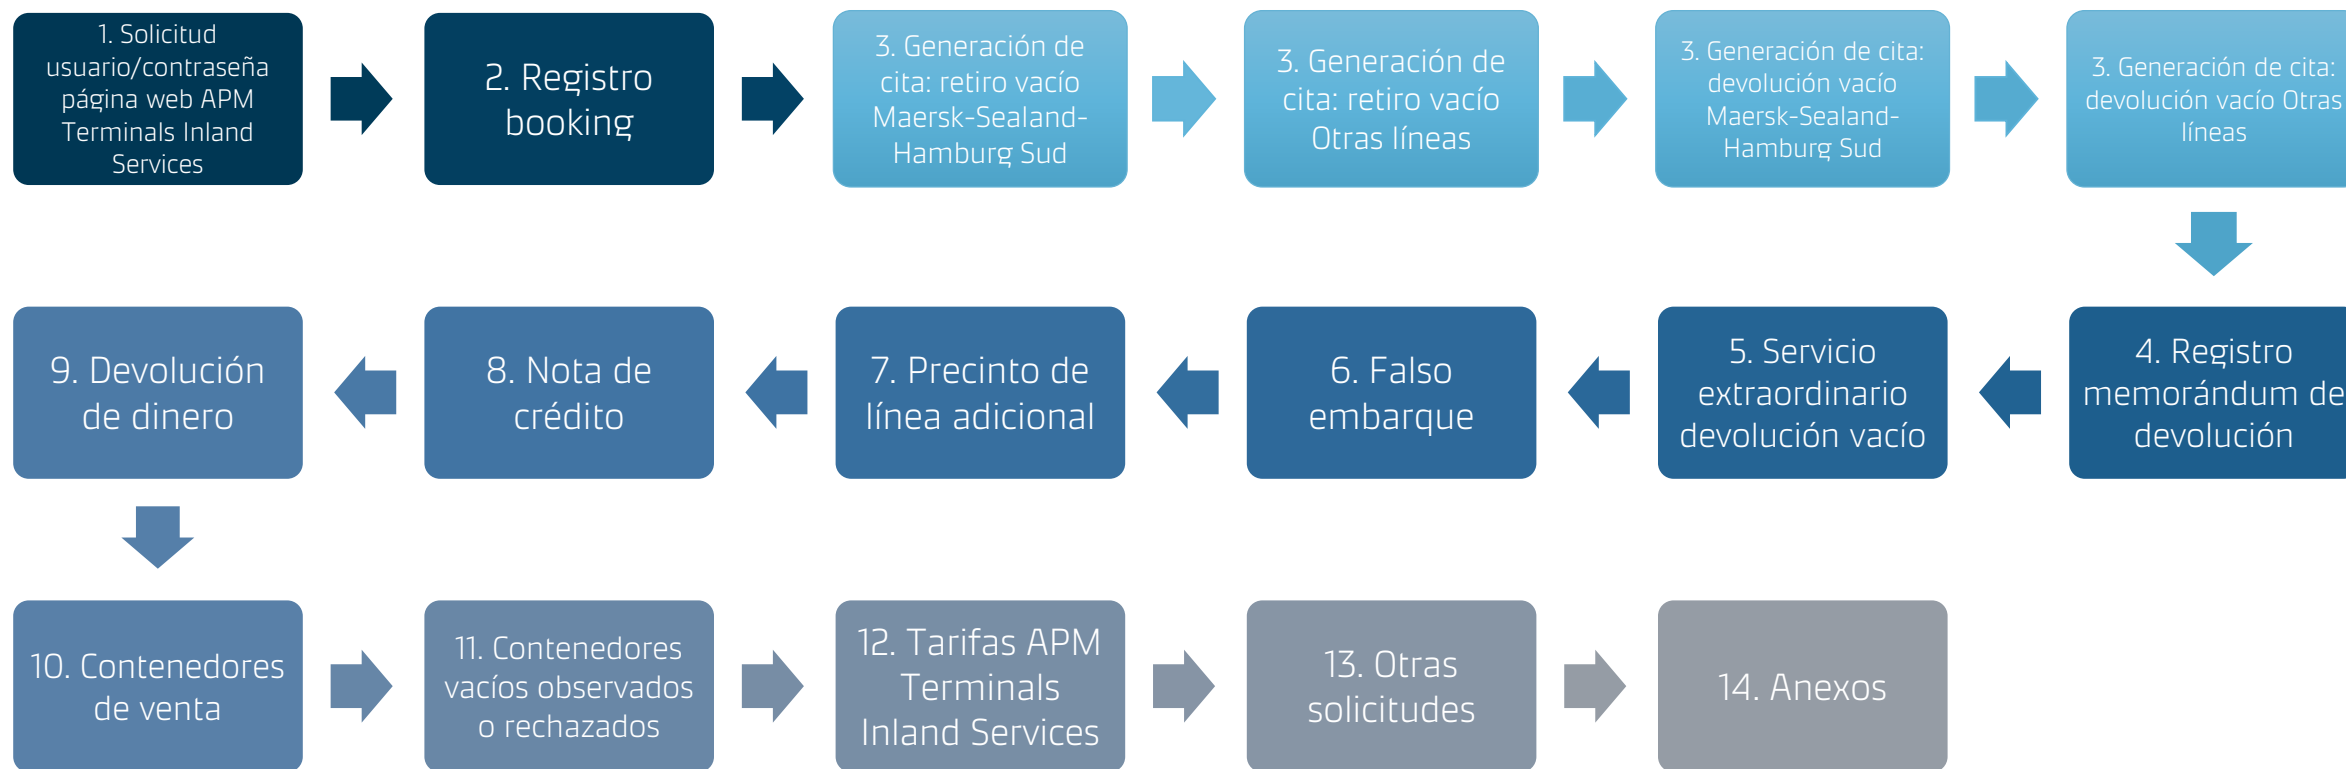 1. Solicitud
usuario/contraseña
página web APM
Terminals Inland
Services
2. Registro
booking
3. Generación de
cita: retiro vacío
Maersk-Sealand-
Hamburg Sud
3. Generación de
cita: retiro vacío
Otras líneas
3. Generación de cita:
devolución vacío
Maersk-Sealand-
Hamburg Sud
3. Generación de cita:
devolución vacío Otras
líneas
4. Registro
memorándum de
devolución
5. Servicio
extraordinario
devolución vacío
6. Falso
embarque
7. Precinto de
línea adicional
8. Nota de
crédito
9. Devolución
de dinero
10. Contenedores
de venta
11. Contenedores
vacíos observados
o rechazados
12. Tarifas APM
Terminals
Inland Services
13. Otras
solicitudes
14. Anexos